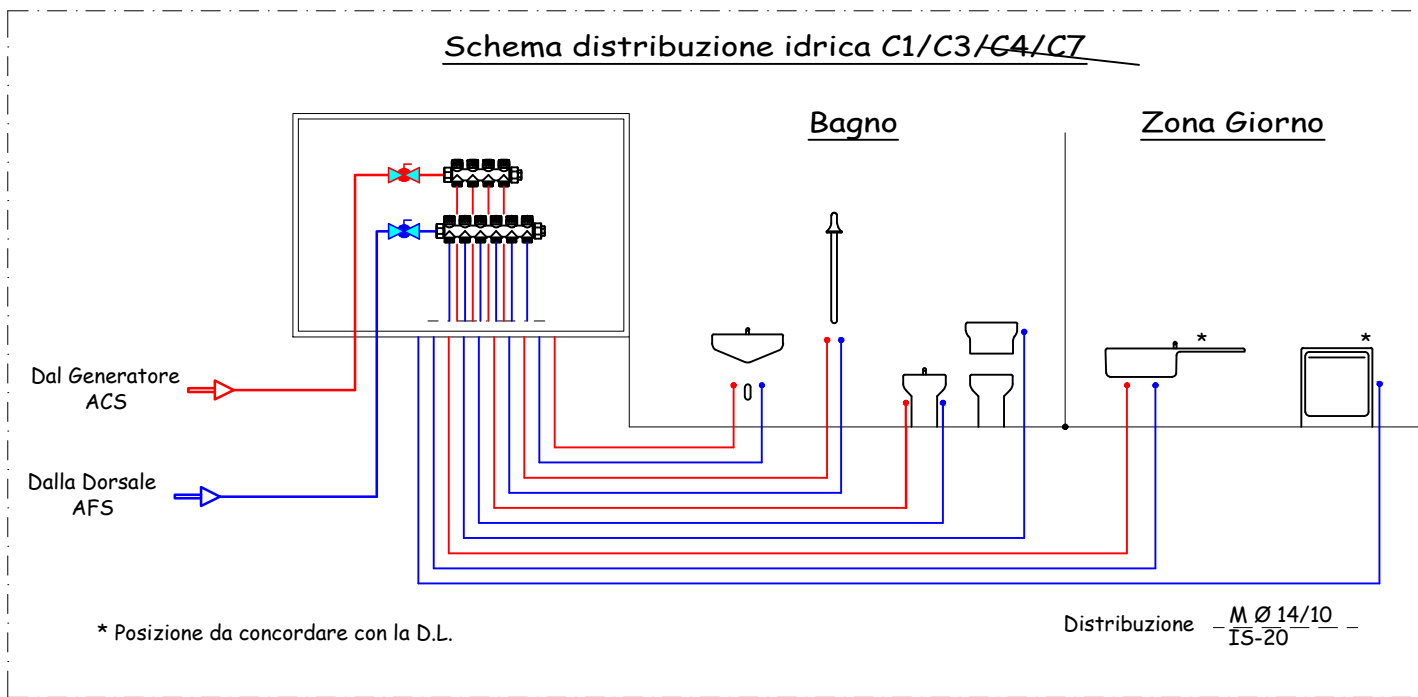 Schema distribuzione idrica C1/C3/C4/C7
Bagno
Zona Giorno
*
*
Dal Generatore
ACS
Dalla Dorsale
AFS
* Posizione da concordare con la D.L.
Distribuzione
M Ø 14/10
IS-20